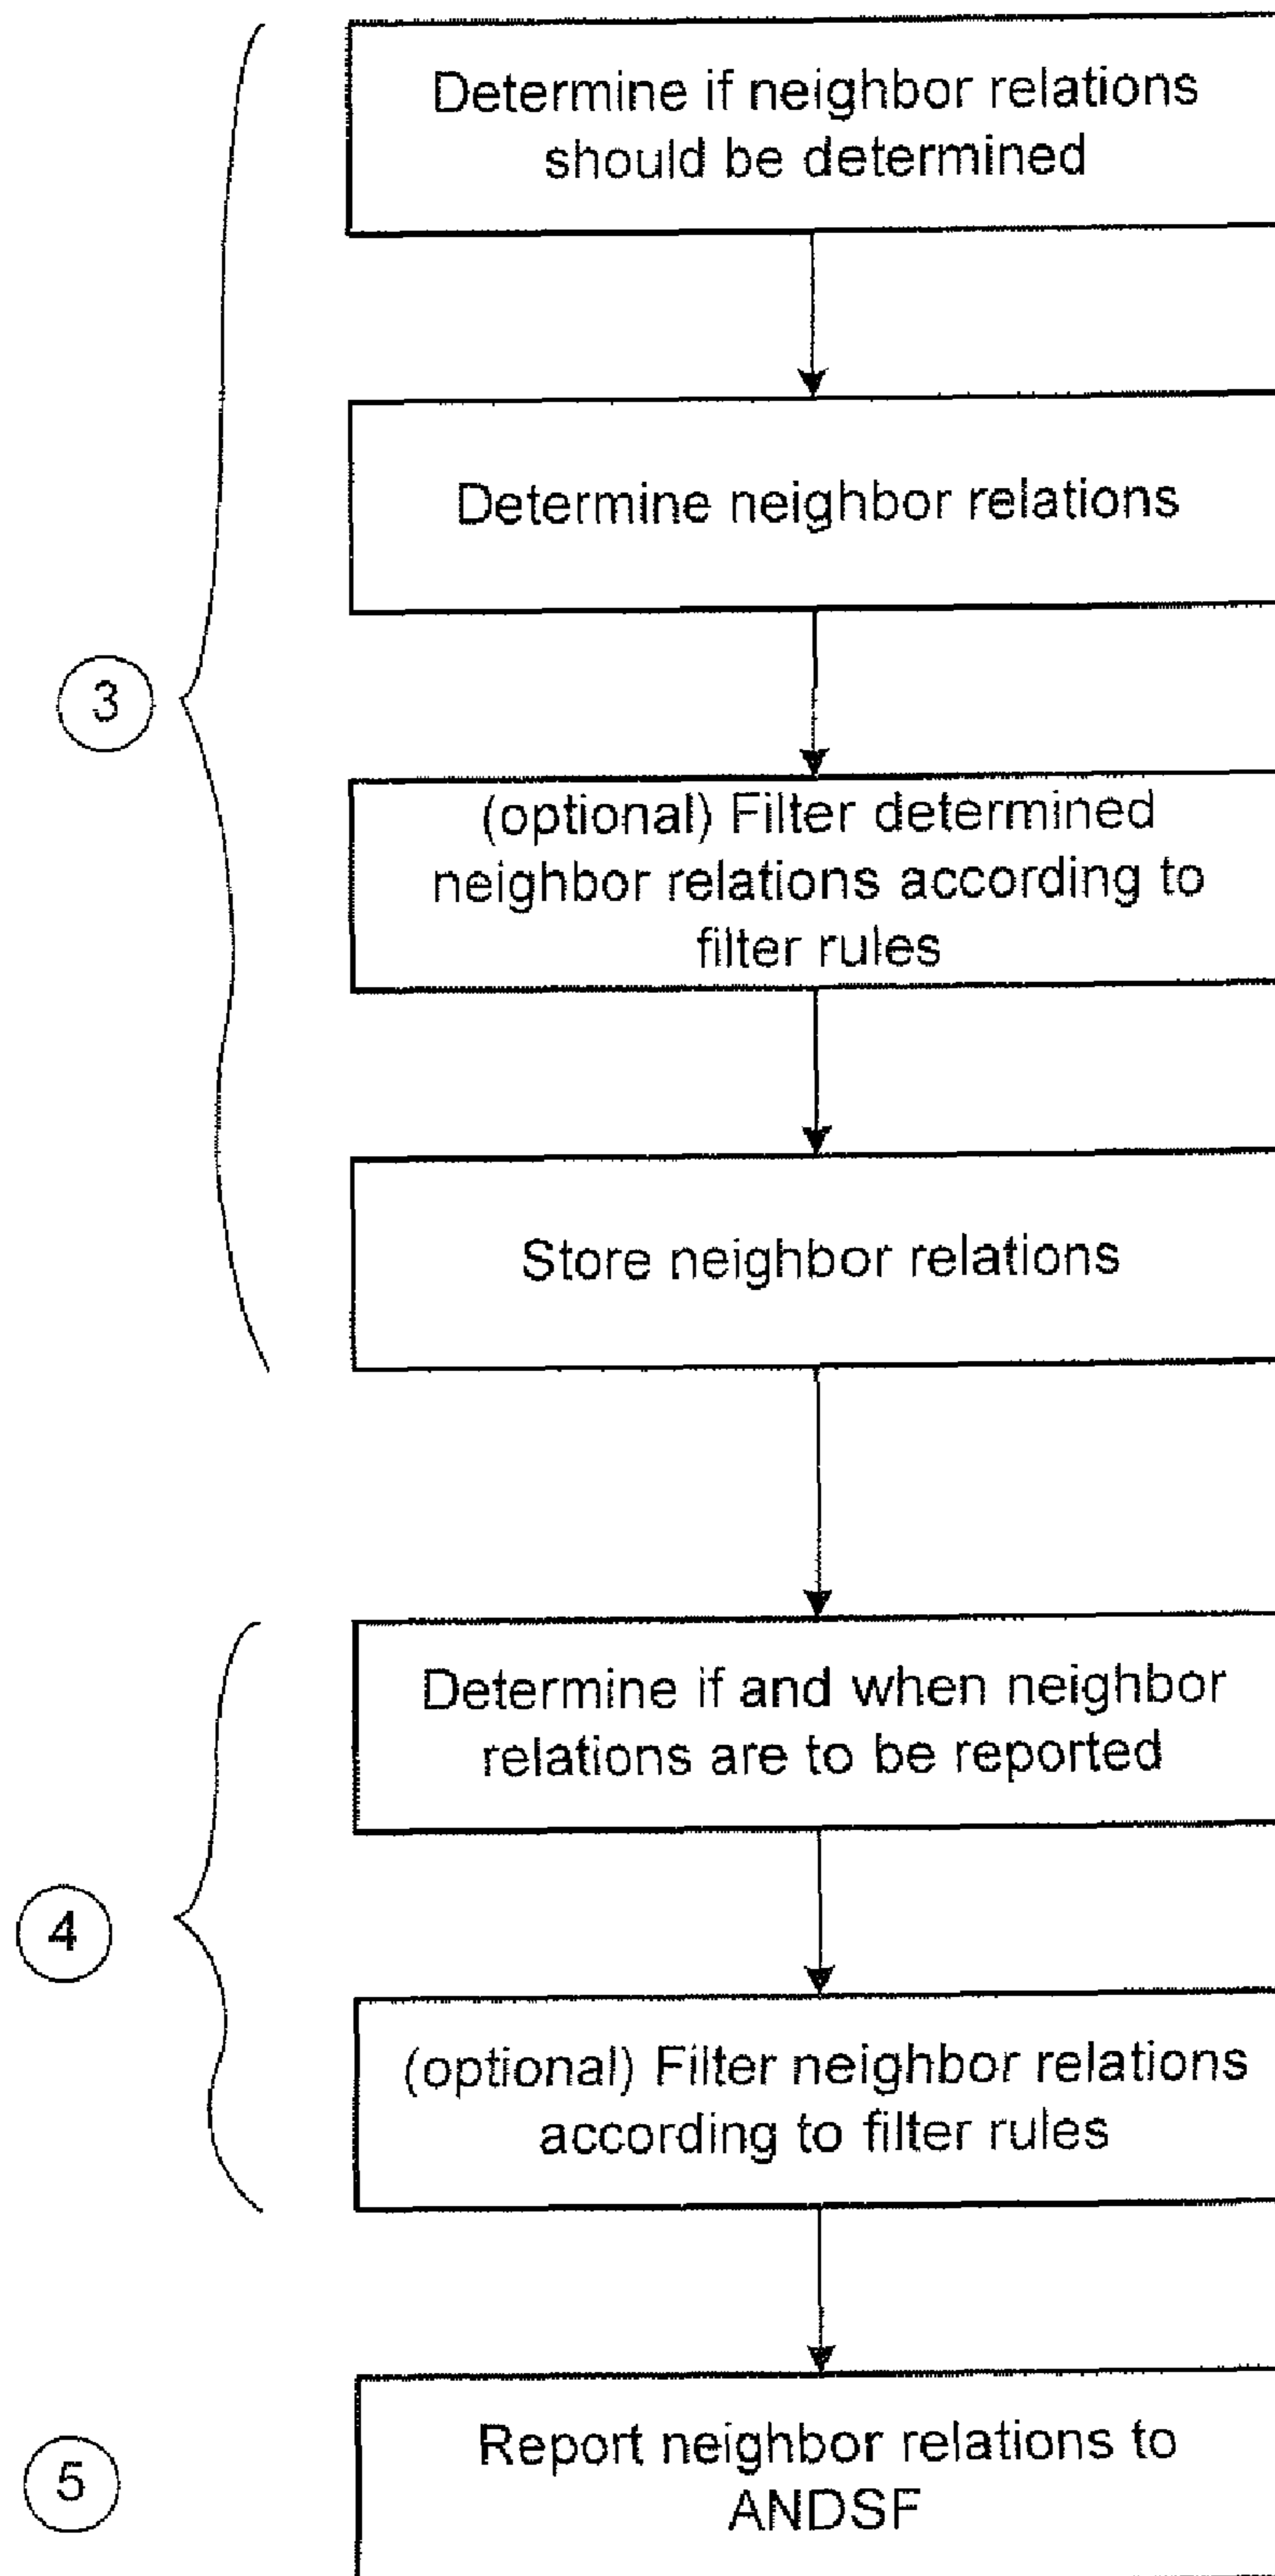 Determine if neighbor relations
should be determined
Determine neighbor relations
3
(optional) Filter determined
neighbor relations according to
filter rules
Store neighbor relations
Determine if and when neighbor
relations are to be reported
4
(optional) Filter neighbor relations
according to filter rules
Report neighbor relations to
ANDSF
5